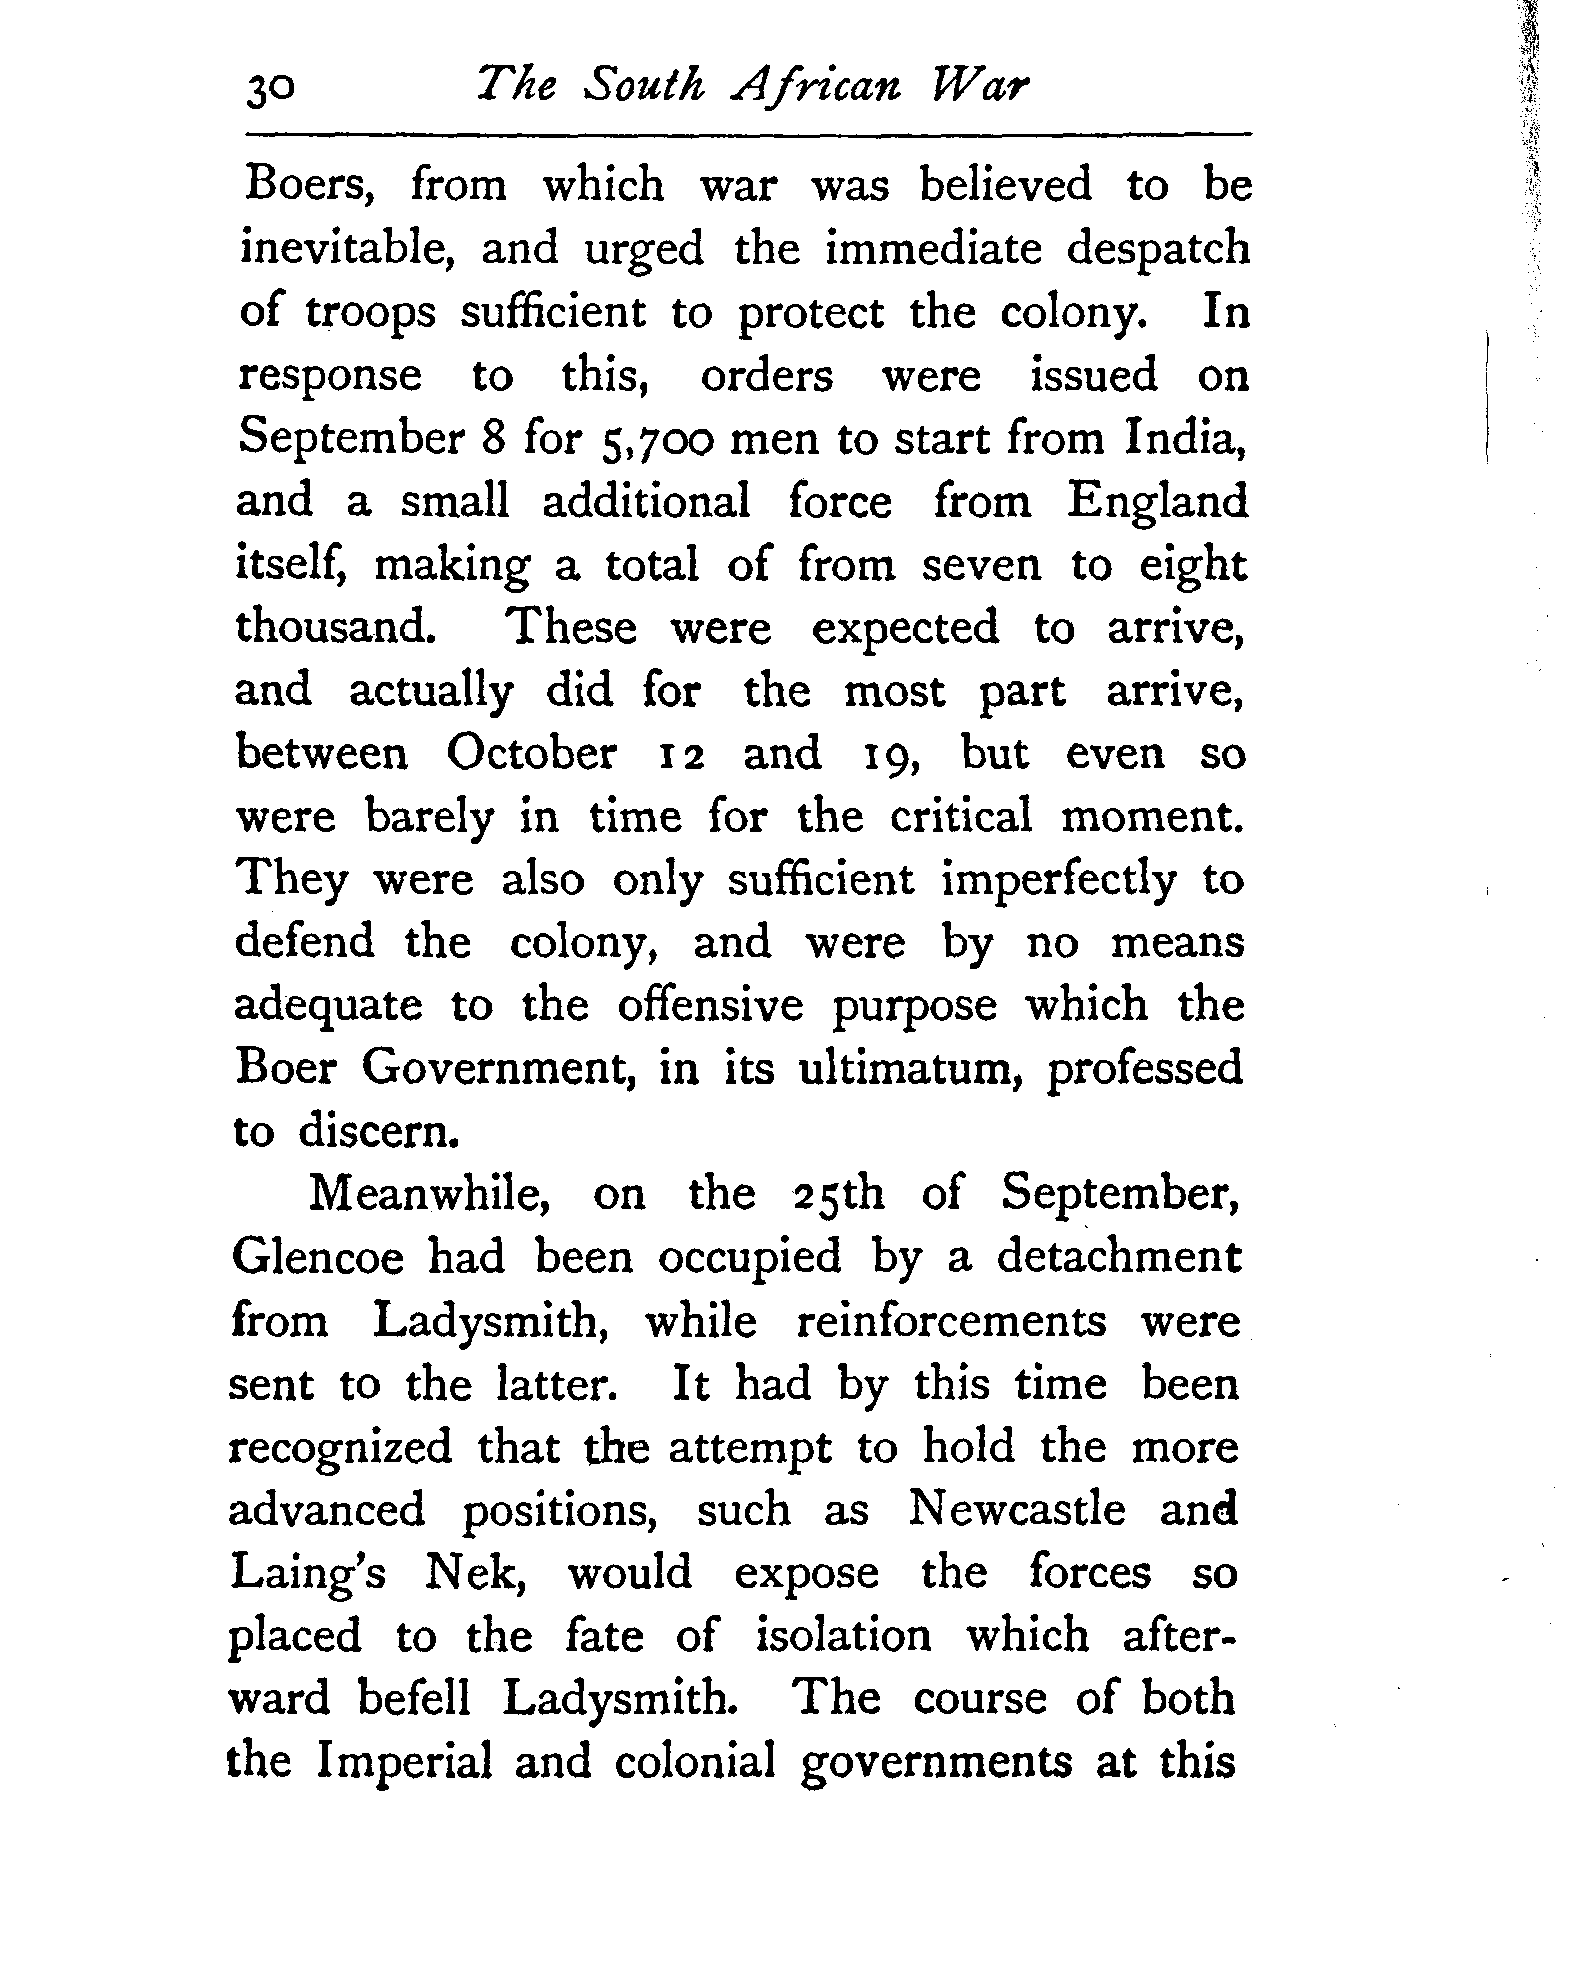 30 The South African War
Boers, from which war was believed to be
inevitable, and urged the immediate despatch
of troops sufficient to protect the colony. In
response to this, orders were issued on
September 8 for 5,700 men to start from India,
and a small additional force from England
itself, making a total of from seven to eight
thousand. These were expected to arrive,
and actually did for the most part arrive,
between October 12 and 19, but even so
were barely in time for the critical moment.
They were also only sufficient imperfectly to
defend the colony, and were by no means
adequate to the offensive purpose which the
Boer Government, in its ultimatum, professed
to discern.
Meanwhile, on the 25th of September,
Glencoe had been occupied by a detachment
from Ladysmith, while reinforcements were
sent to the latter. It had by this time been
recognized that the attempt to hold the more
advanced positions, such as Newcastle and
Laing's Nek, would expose the forces so
placed to the fate of isolation which after-
ward befell Ladysmith. The course of both
the Imperial and colonial governments at this